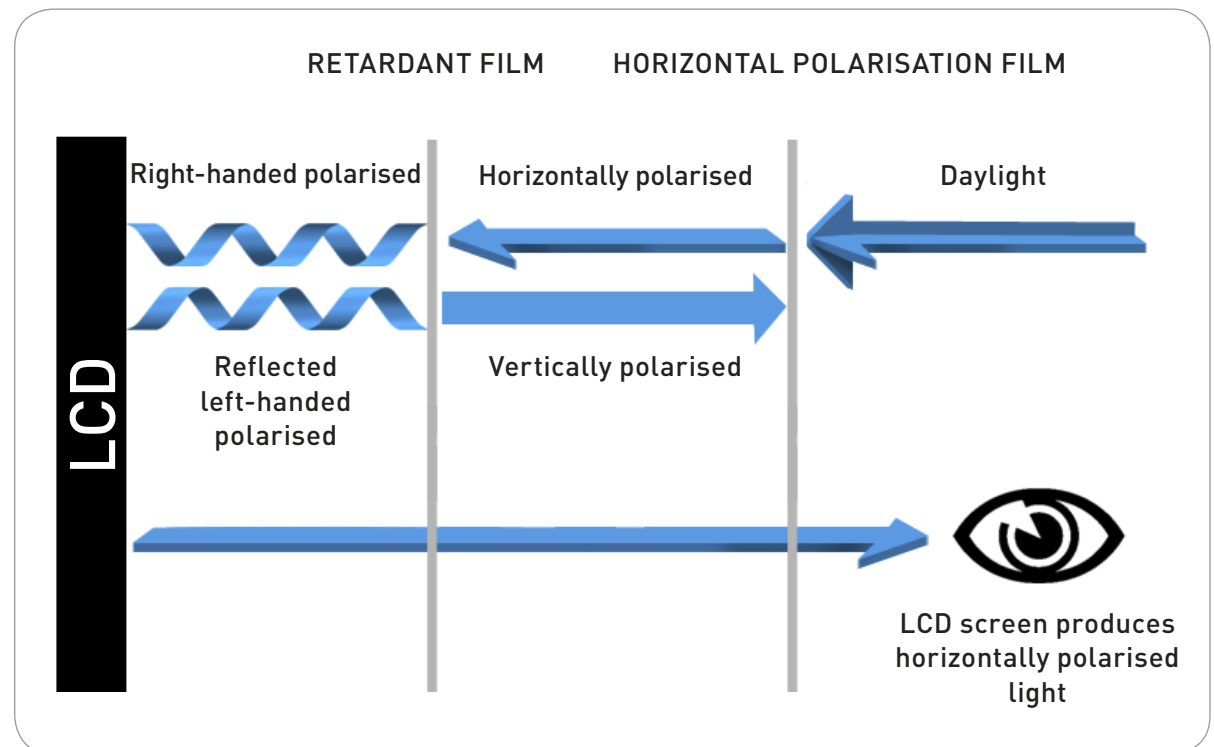 RETARDANT FILM
HORIZONTAL POLARISATION FILM
Right-handed polarised
Horizontally polarised
Daylight
Reflected
left-handed
polarised
Vertically polarised
LCD
LCD screen produces
horizontally polarised
light